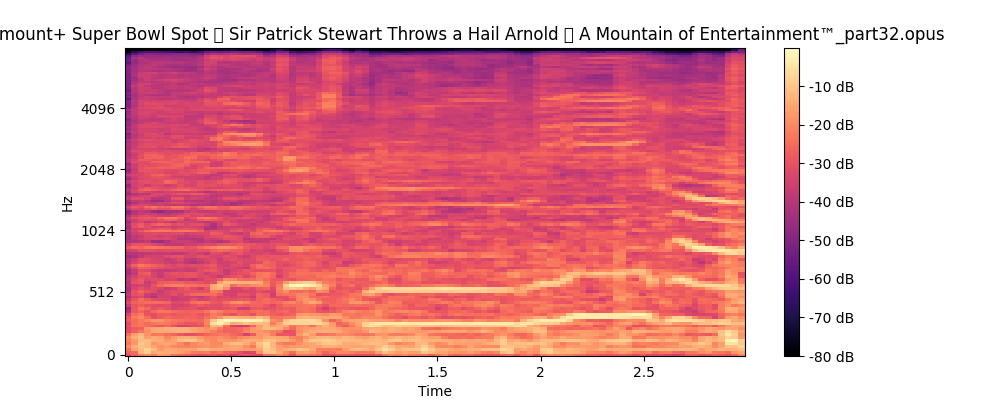 mount+ Super Bowl Spot ▯ Sir Patrick Stewart Throws a Hail Arnold ▯ A Mountain of Entertainment™_part32.opus
4096
2048
1024
512
0
Hz
0
0.5
1
1.5
2
2.5
Time
-10 dB
-20 dB
-30 dB
-40 dB
-50 dB
-60 dB
-70 dB
-80 dB